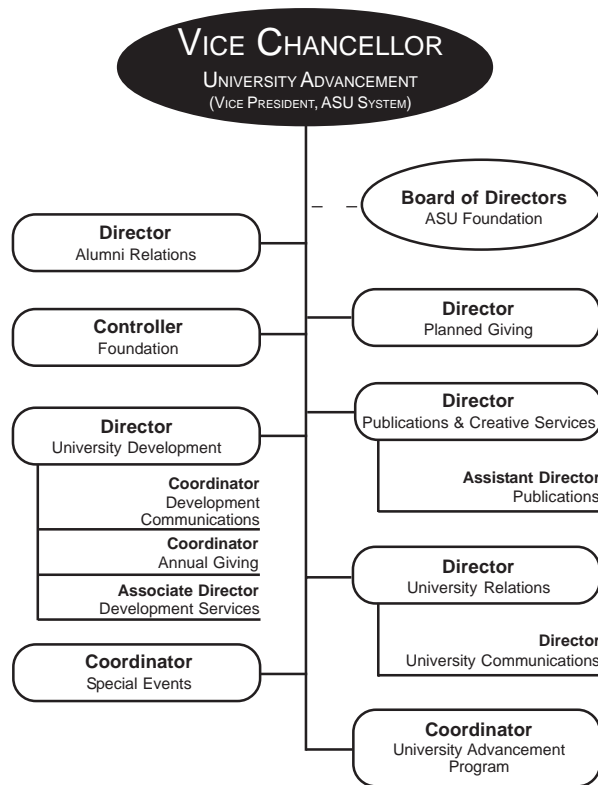 VICE CHANCELLOR
UNIVERSITY ADVANCEMENT
(VICE PRESIDENT, ASU SYSTEM)
Board of Directors
ASU Foundation
Director
Alumni Relations
Director
Planned Giving
Controller
Foundation
Director
Publications & Creative Services
Assistant Director
Publications
Director
University Development
Coordinator
Development
Communications
Coordinator
Annual Giving
Associate Director
Development Services
Director
University Relations
Director
University Communications
Coordinator
Special Events
Coordinator
University Advancement
Program